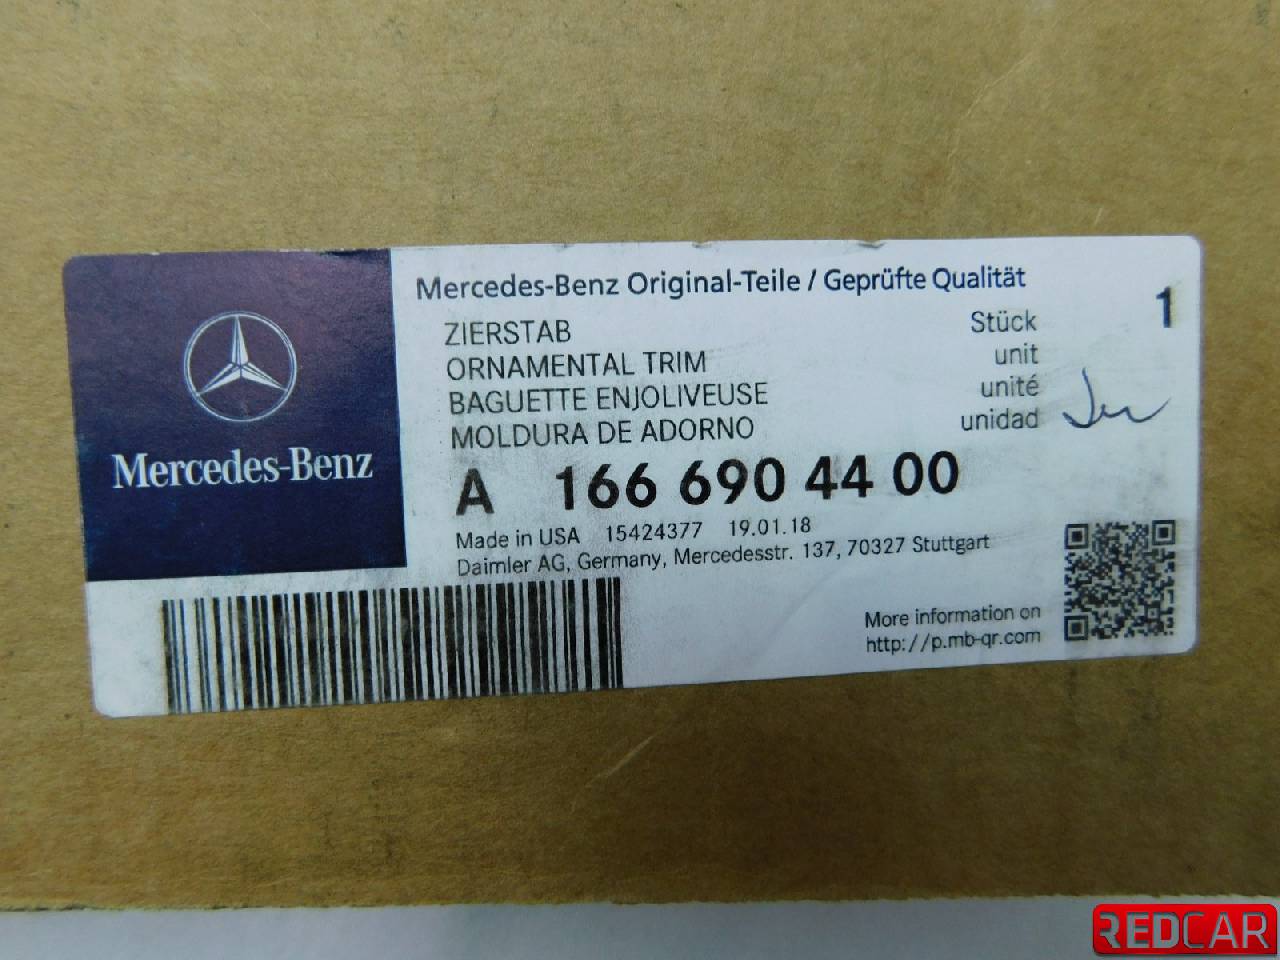 Mercedes-Benz
Mercedes-Benz Original-Teile / Geprüfte Qualität
ZIERSTAB Stück 1
ORNAMENTAL TRIM unit
BAGUETTE ENJOLIVEUSE unité
MOLDURA DE ADORNO unidad
A 166 690 44 00
Made in USA 15424377 19.01.18
Daimler AG, Germany, Mercedesstr. 137, 70327 Stuttgart
More information on
http://p.mb-qr.com
REDCAR